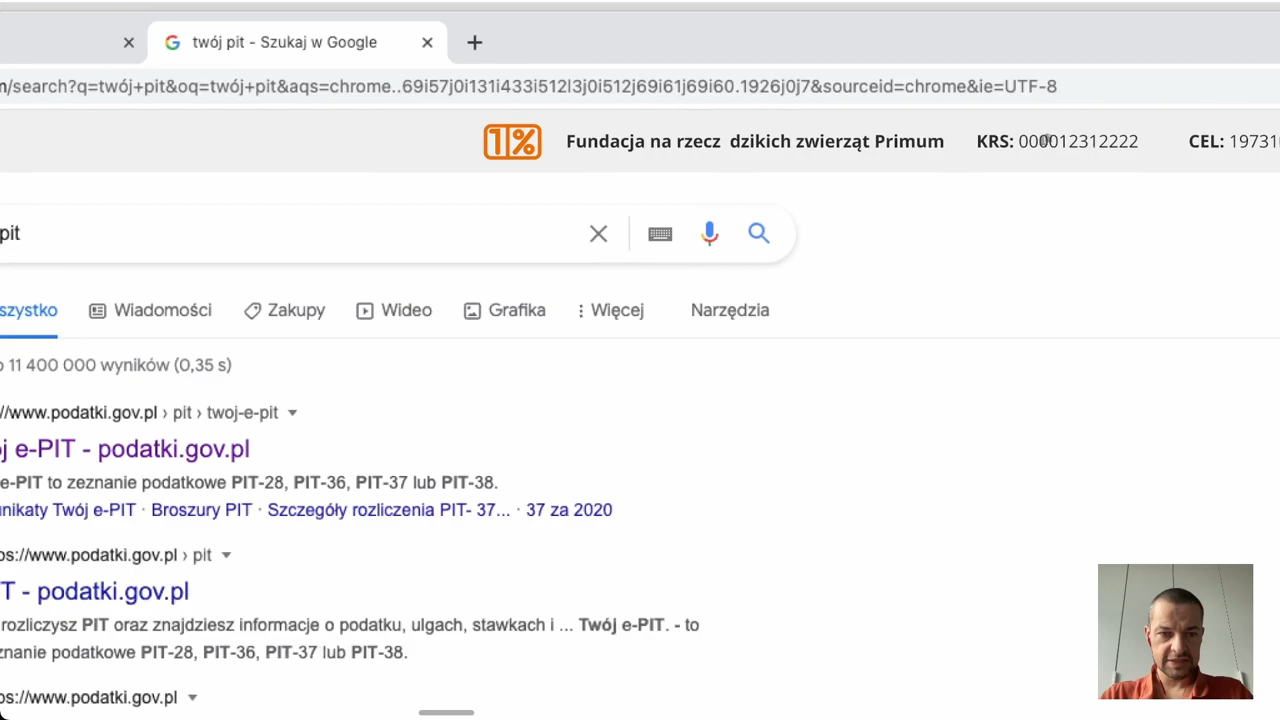 twój pit - Szukaj w Google
n/search?q=twój+pit&oq=twój+pit&aqs=chrome..69i57j0i131i433i512l3j0i512j69i61j69i60.1926j0j7&sourceid=chrome&ie=UTF-8
1% Fundacja na rzecz dzikich zwierząt Primum KRS: 000012312222 CEL: 19731
pit
szystko Wiadomości Zakupy Wideo Grafika Więcej Narzędzia
o 11 400 000 wyników (0,35 s)
//www.podatki.gov.pl › pit › twoj-e-pit
j e-PIT - podatki.gov.pl
e-PIT to zeznanie podatkowe PIT-28, PIT-36, PIT-37 lub PIT-38.
unikaty Twój e-PIT · Broszury PIT · Szczegóły rozliczenia PIT- 37... · 37 za 2020
ps://www.podatki.gov.pl › pit
T - podatki.gov.pl
rozliczysz PIT oraz znajdziesz informacje o podatku, ulgach, stawkach i ... Twój e-PIT. - to
znanie podatkowe PIT-28, PIT-36, PIT-37 lub PIT-38.
ps://www.podatki.gov.pl